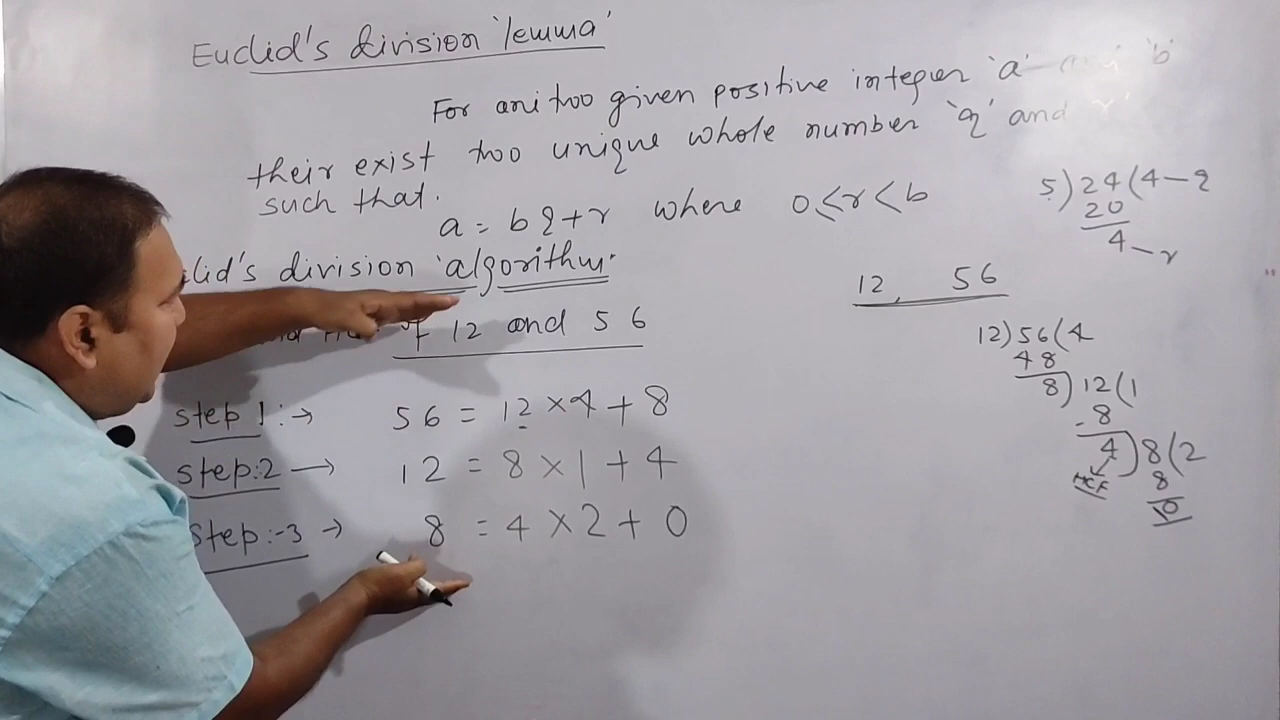 Euclid's division 'lemma'
For ani too given positive integer 'a' and 'b'
their exist two unique whole number 'q' and 'r'
such that.
a = bq + r where 0 ≤ r < b
lid's division 'algorithm'
of 12 and 56
step 1:→ 56 = 12 × 4 + 8
step:2 → 12 = 8 × 1 + 4
step:-3 → 8 = 4 × 2 + 0
5) 24 (4 – q
20
4 – r
12, 56
12) 56 (4
48
8) 12 (1
- 8
4) 8 (2
HCF 8
0